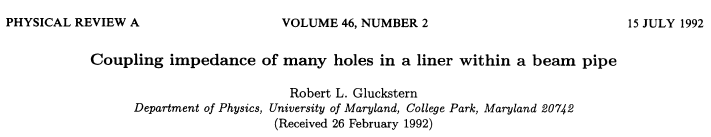 PHYSICAL REVIEW A VOLUME 46, NUMBER 2 15 JULY 1992
Coupling impedance of many holes in a liner within a beam pipe
Robert L. Gluckstern
Department of Physics, University of Maryland, College Park, Maryland 20742
(Received 26 February 1992)